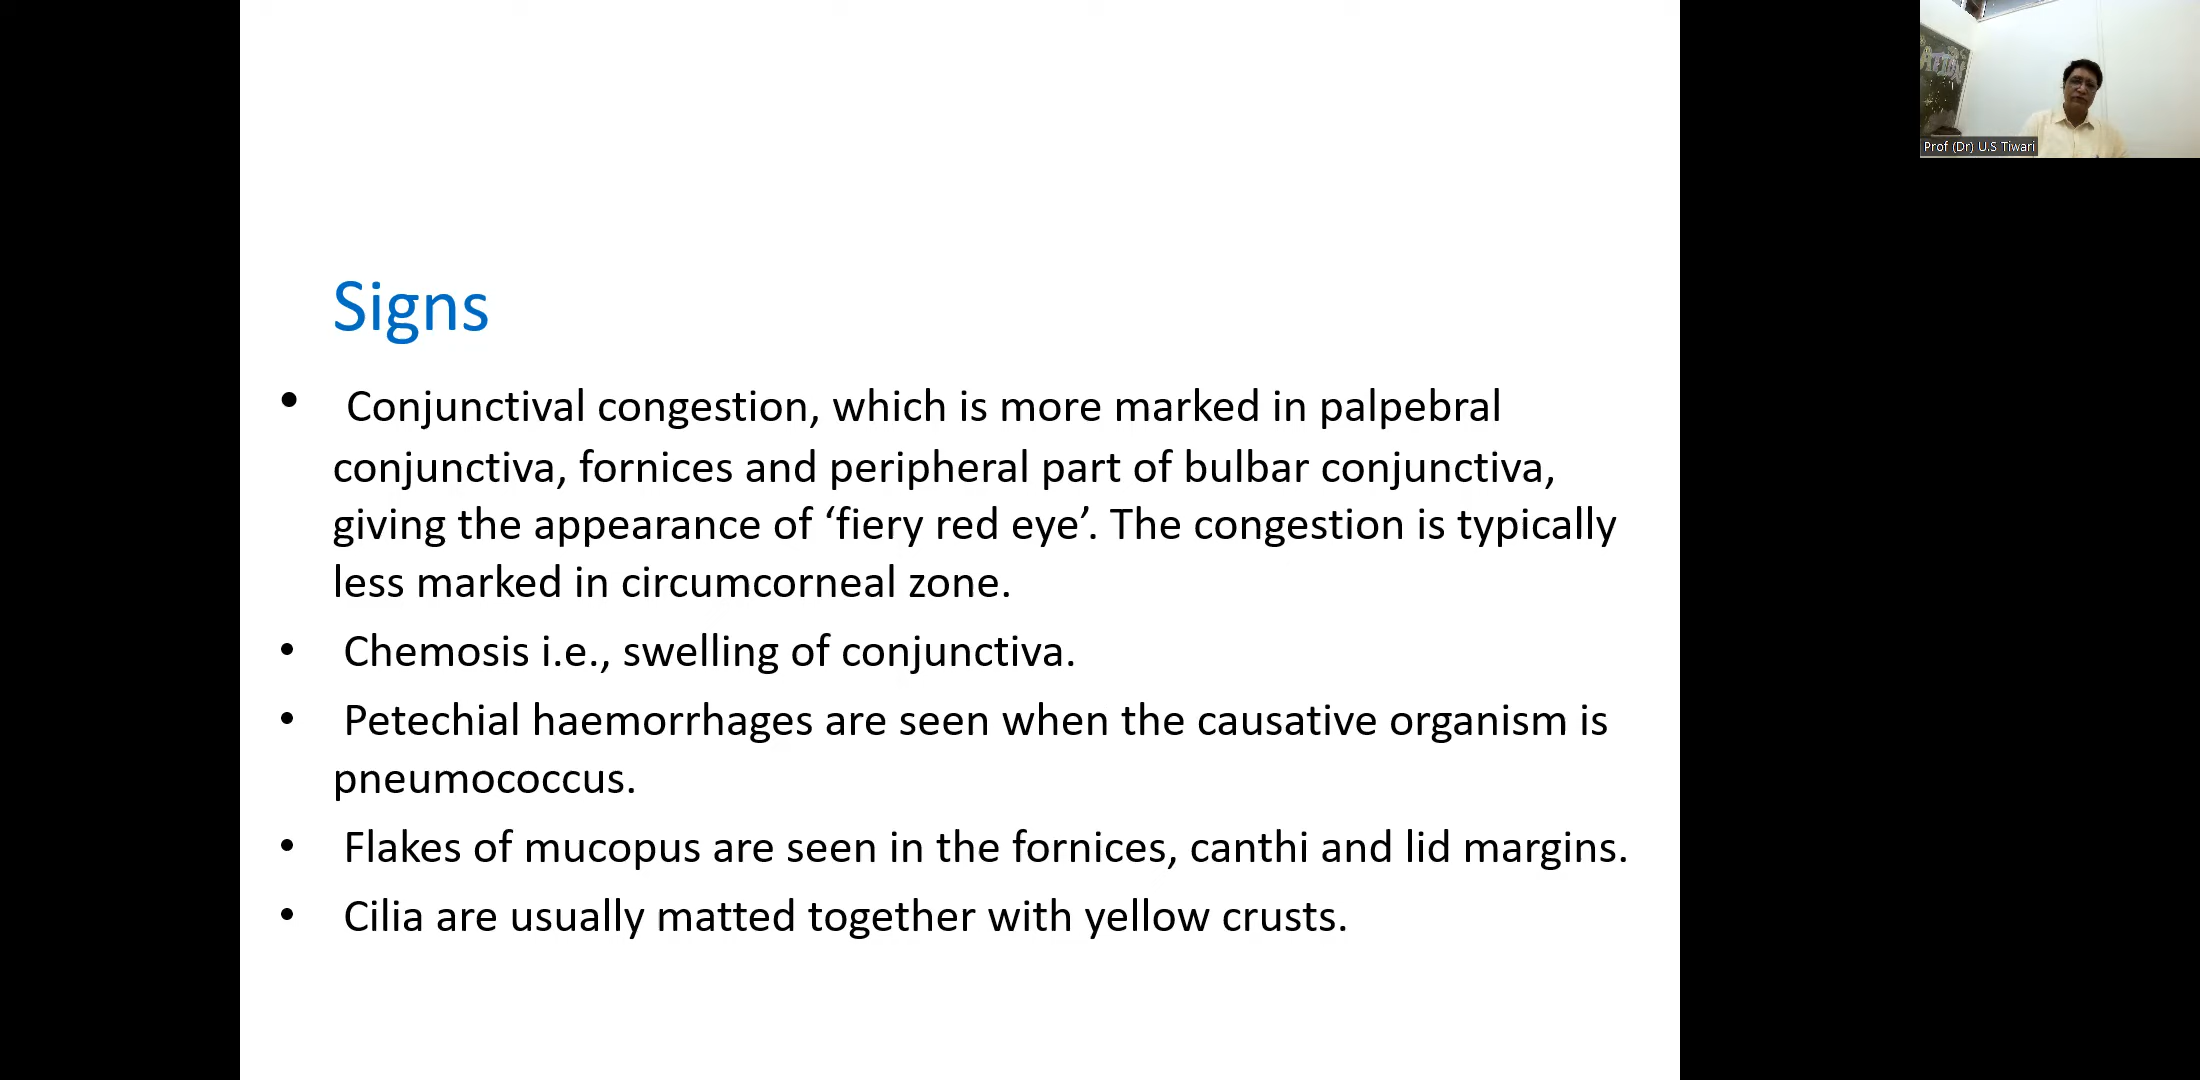 Prof (Dr) U.S Tiwari
Signs
• Conjunctival congestion, which is more marked in palpebral
conjunctiva, fornices and peripheral part of bulbar conjunctiva,
giving the appearance of ‘fiery red eye’. The congestion is typically
less marked in circumcorneal zone.
• Chemosis i.e., swelling of conjunctiva.
• Petechial haemorrhages are seen when the causative organism is
pneumococcus.
• Flakes of mucopus are seen in the fornices, canthi and lid margins.
• Cilia are usually matted together with yellow crusts.